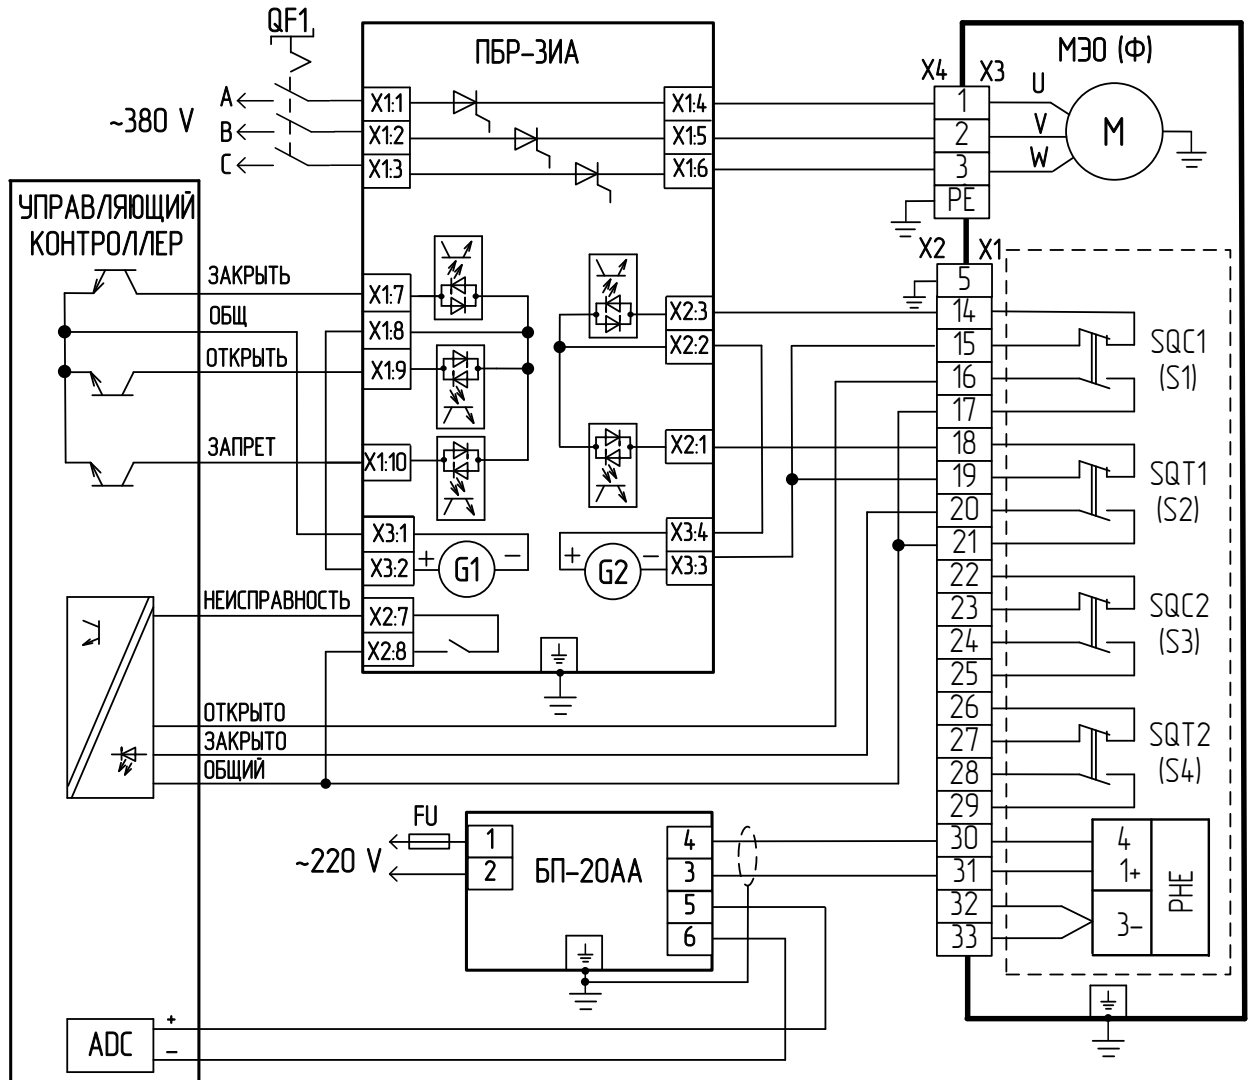 QF1
ПБР-3ИА
МЭО (Ф)
~380 V
A
B
C
X1:1
X1:2
X1:3
X1:4
X1:5
X1:6
X4
X3
1
2
3
PE
U
V
W
M
УПРАВЛЯЮЩИЙ
КОНТРОЛЛЕР
ЗАКРЫТЬ
ОБЩ
ОТКРЫТЬ
ЗАПРЕТ
X1:7
X1:8
X1:9
X1:10
X3:1
X3:2
X2:7
X2:8
+
G1
−
+
G2
−
X2:3
X2:2
X2:1
X3:4
X3:3
X2
X1
5
14
15
16
17
18
19
20
21
22
23
24
25
26
27
28
29
30
31
32
33
SQC1
(S1)
SQT1
(S2)
SQC2
(S3)
SQT2
(S4)
4
1+
3−
РНЕ
НЕИСПРАВНОСТЬ
ОТКРЫТО
ЗАКРЫТО
ОБЩИЙ
FU
~220 V
1
2
БП-20АА
4
3
5
6
ADC
+
−